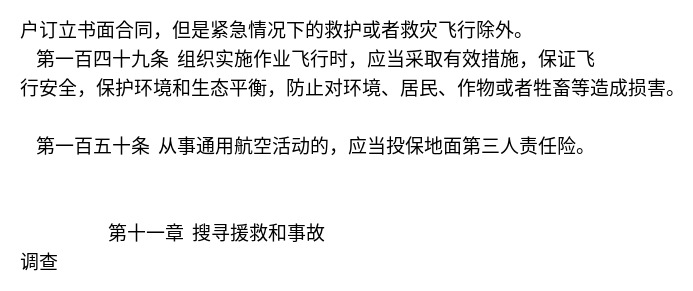 户订立书面合同，但是紧急情况下的救护或者救灾飞行除外。
第一百四十九条 组织实施作业飞行时，应当采取有效措施，保证飞
行安全，保护环境和生态平衡，防止对环境、居民、作物或者牲畜等造成损害。
第一百五十条 从事通用航空活动的，应当投保地面第三人责任险。
第十一章 搜寻援救和事故
调查